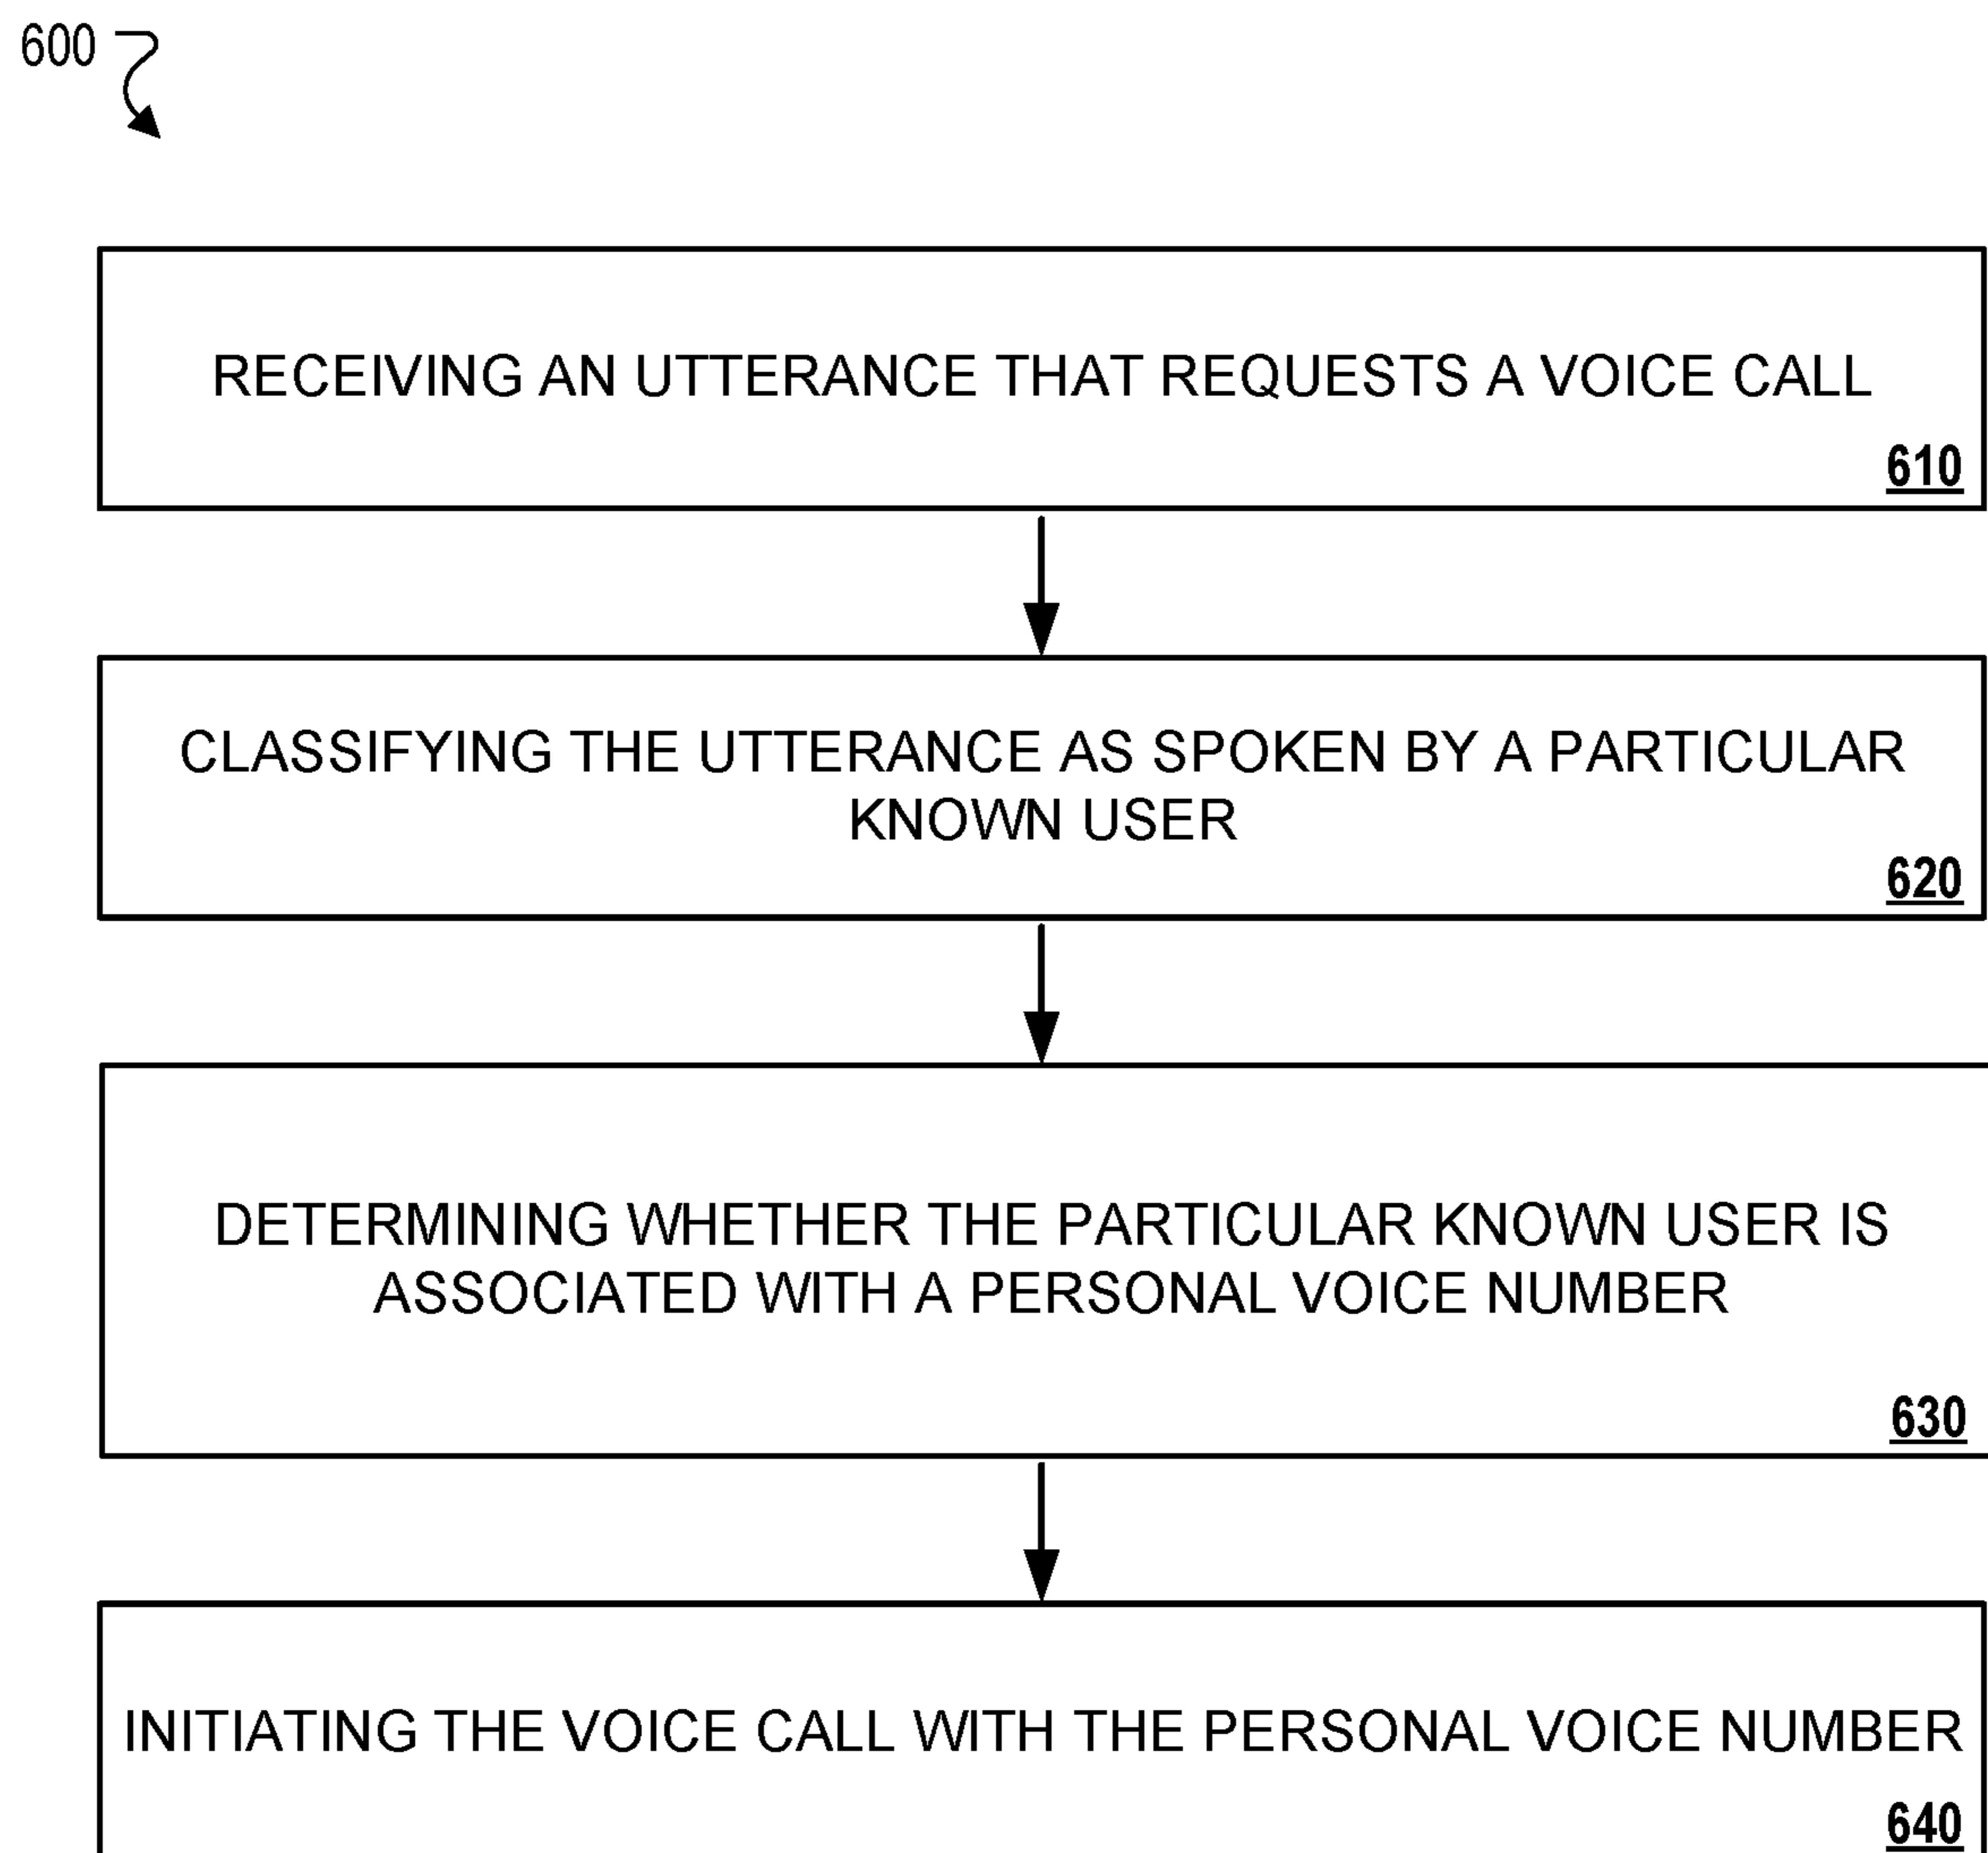 600
RECEIVING AN UTTERANCE THAT REQUESTS A VOICE CALL
610
CLASSIFYING THE UTTERANCE AS SPOKEN BY A PARTICULAR
KNOWN USER
620
DETERMINING WHETHER THE PARTICULAR KNOWN USER IS
ASSOCIATED WITH A PERSONAL VOICE NUMBER
630
INITIATING THE VOICE CALL WITH THE PERSONAL VOICE NUMBER
640